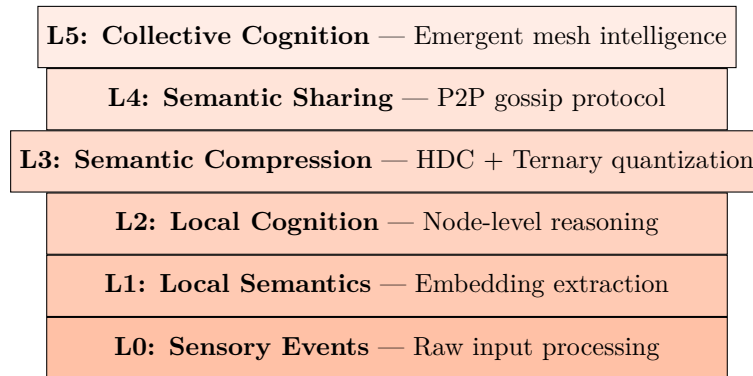 L5: Collective Cognition — Emergent mesh intelligence
L4: Semantic Sharing — P2P gossip protocol
L3: Semantic Compression — HDC + Ternary quantization
L2: Local Cognition — Node-level reasoning
L1: Local Semantics — Embedding extraction
L0: Sensory Events — Raw input processing